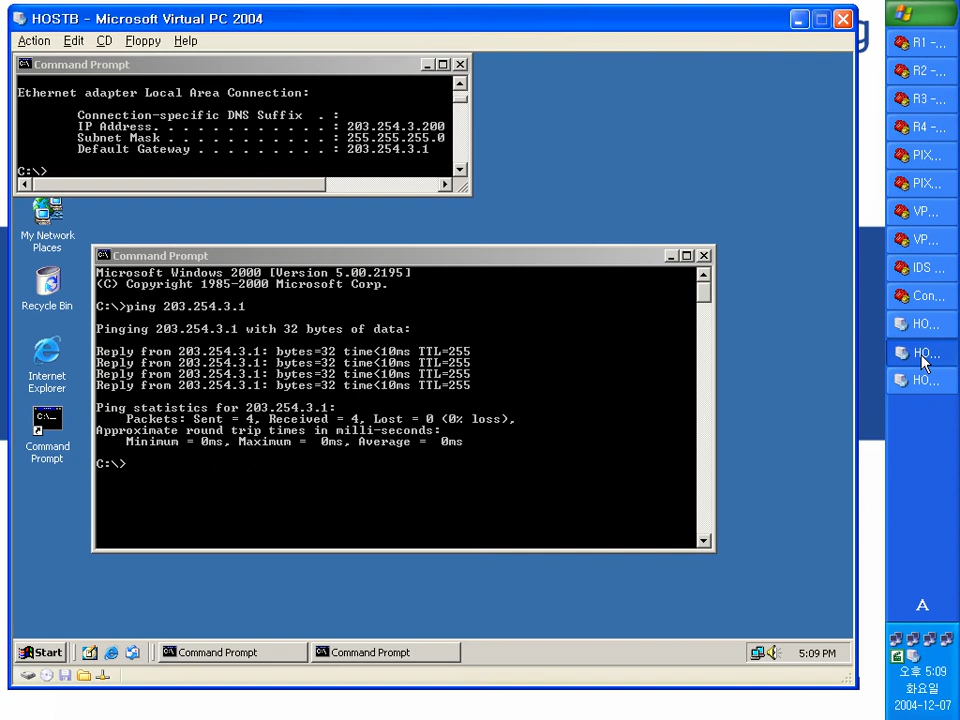 HOSTB - Microsoft Virtual PC 2004
Action Edit CD Floppy Help
Command Prompt
Ethernet adapter Local Area Connection:
Connection-specific DNS Suffix . :
IP Address. . . . . . . . . . . . : 203.254.3.200
Subnet Mask . . . . . . . . . . . : 255.255.255.0
Default Gateway . . . . . . . . . : 203.254.3.1
C:\>
My Network
Places
Recycle Bin
Internet
Explorer
Command
Prompt
Command Prompt
Microsoft Windows 2000 [Version 5.00.2195]
(C) Copyright 1985-2000 Microsoft Corp.
C:\>ping 203.254.3.1
Pinging 203.254.3.1 with 32 bytes of data:
Reply from 203.254.3.1: bytes=32 time<10ms TTL=255
Reply from 203.254.3.1: bytes=32 time<10ms TTL=255
Reply from 203.254.3.1: bytes=32 time<10ms TTL=255
Reply from 203.254.3.1: bytes=32 time<10ms TTL=255
Ping statistics for 203.254.3.1:
Packets: Sent = 4, Received = 4, Lost = 0 (0% loss),
Approximate round trip times in milli-seconds:
Minimum = 0ms, Maximum =  0ms, Average =  0ms
C:\>
Start
Command Prompt
Command Prompt
5:09 PM
g
R1 -...
R2 -...
R3 -...
R4 -...
PIX...
PIX...
VP...
VP...
IDS ...
Con...
HO...
HO...
HO...
A
오후 5:09
화요일
2004-12-07